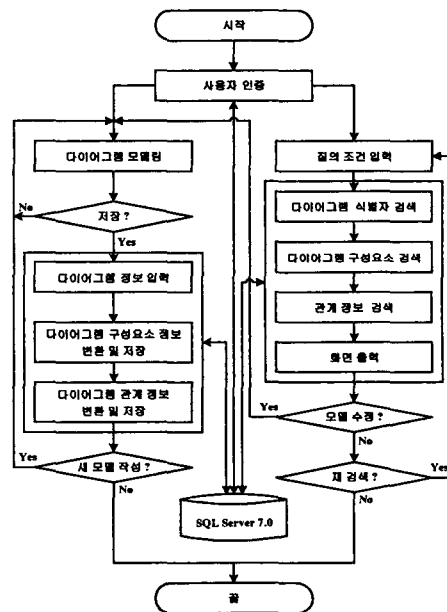 시작
사용자 인증
다이어그램 모델링
저장 ?
No
Yes
다이어그램 정보 입력
다이어그램 구성요소 정보
변환 및 저장
다이어그램 관계 정보
변환 및 저장
새 모델 작성 ?
Yes
No
질의 조건 입력
다이어그램 식별자 검색
다이어그램 구성요소 검색
관계 정보 검색
화면 출력
모델 수정 ?
Yes
No
재 검색 ?
Yes
No
SQL Server 7.0
끝